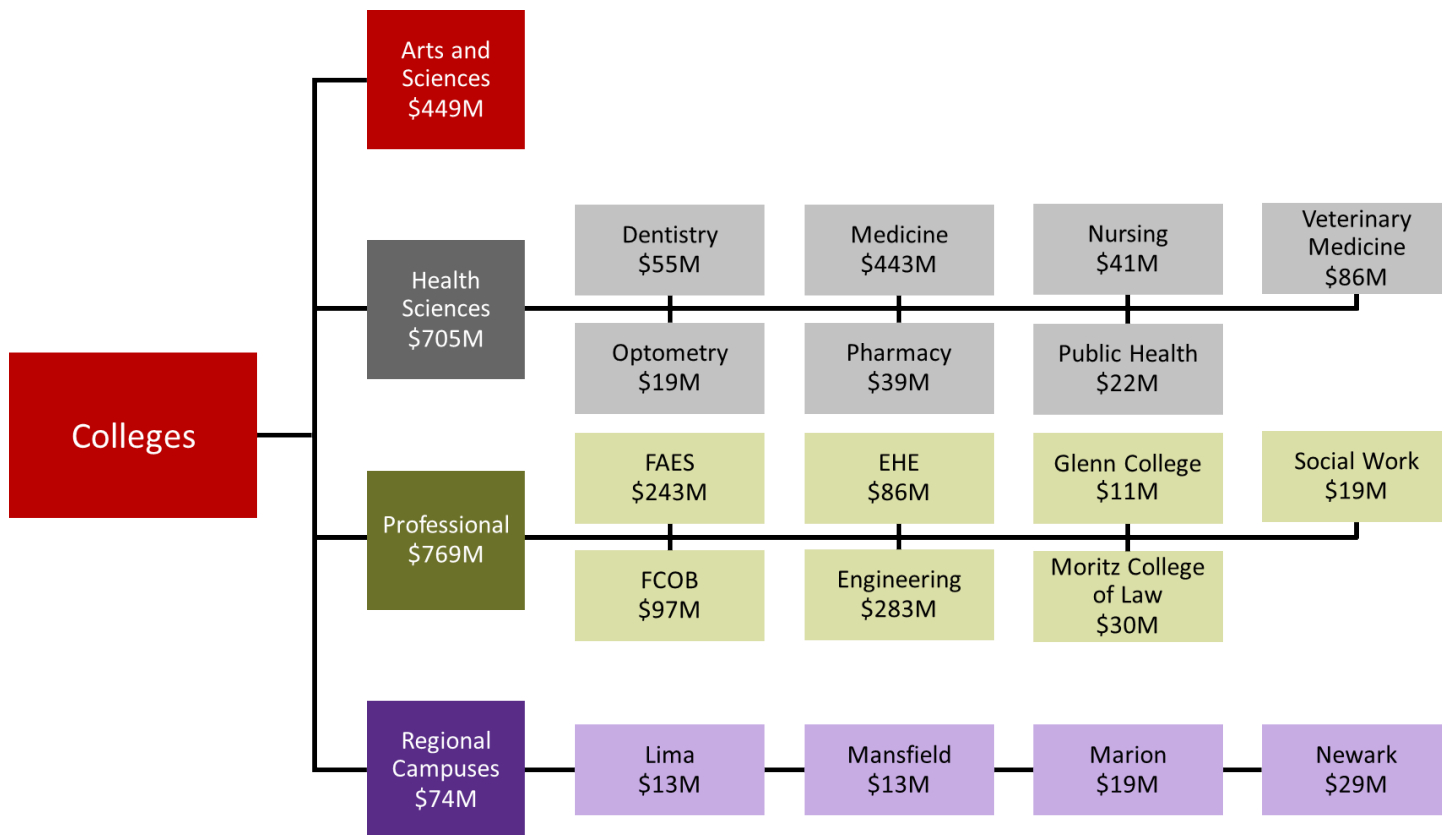 Colleges
Arts and
Sciences
$449M
Health
Sciences
$705M
Dentistry
$55M
Medicine
$443M
Nursing
$41M
Veterinary
Medicine
$86M
Optometry
$19M
Pharmacy
$39M
Public Health
$22M
Professional
$769M
FAES
$243M
EHE
$86M
Glenn College
$11M
Social Work
$19M
FCOB
$97M
Engineering
$283M
Moritz College
of Law
$30M
Regional
Campuses
$74M
Lima
$13M
Mansfield
$13M
Marion
$19M
Newark
$29M